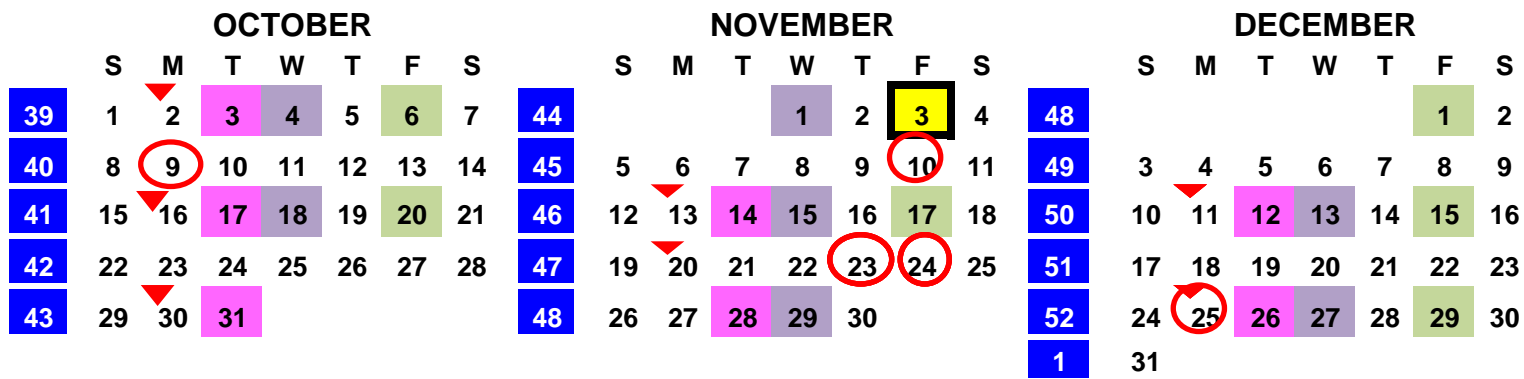 OCTOBER
S M T W T F S
39 1 2 3 4 5 6 7
40 8 9 10 11 12 13 14
41 15 16 17 18 19 20 21
42 22 23 24 25 26 27 28
43 29 30 31
NOVEMBER
S M T W T F S
44 1 2 3 4
45 5 6 7 8 9 10 11
46 12 13 14 15 16 17 18
47 19 20 21 22 23 24 25
48 26 27 28 29 30
DECEMBER
S M T W T F S
48 1 2
49 3 4 5 6 7 8 9
50 10 11 12 13 14 15 16
51 17 18 19 20 21 22 23
52 24 25 26 27 28 29 30
1 31